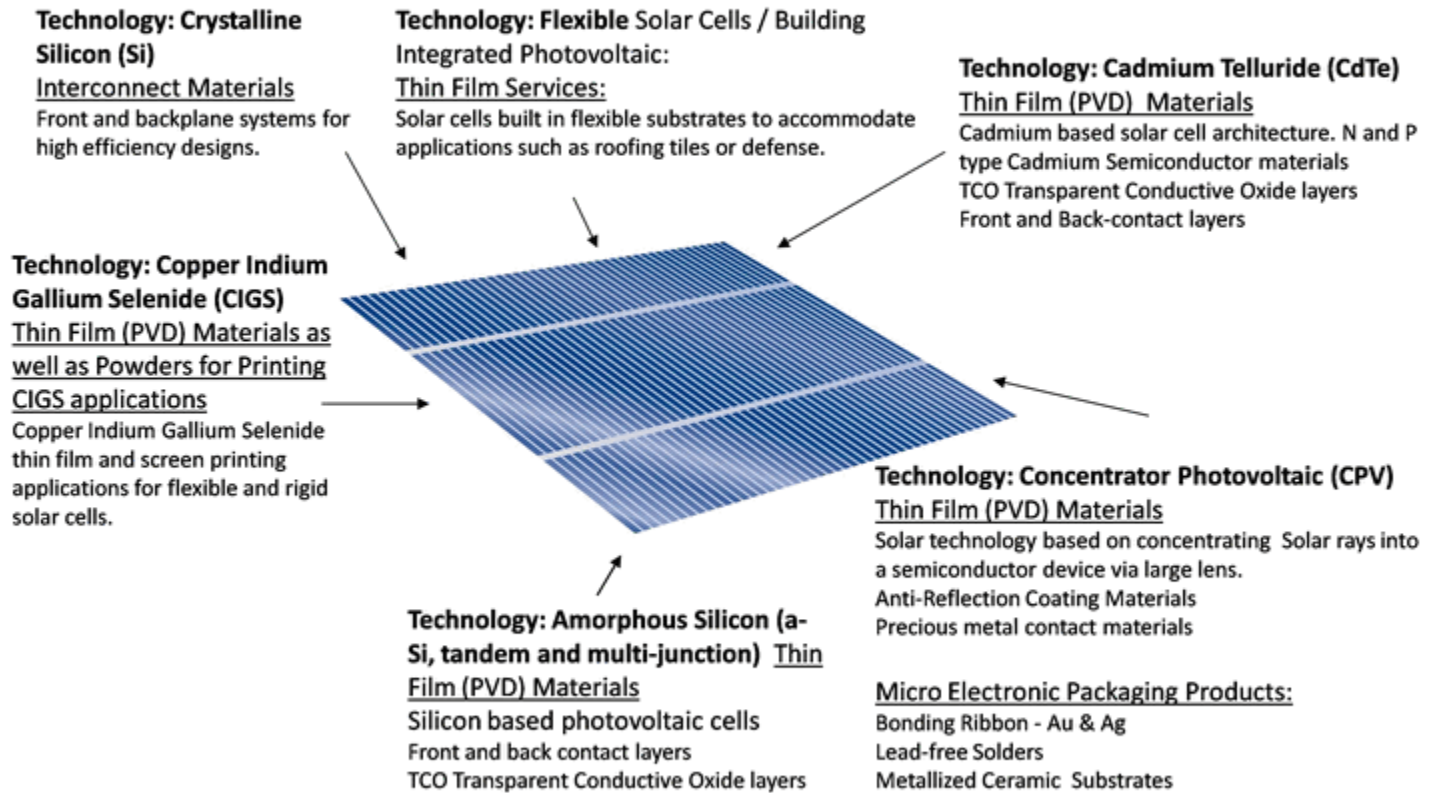 Technology: Crystalline
Silicon (Si)
Interconnect Materials
Front and backplane systems for
high efficiency designs.
Technology: Flexible Solar Cells / Building
Integrated Photovoltaic:
Thin Film Services:
Solar cells built in flexible substrates to accommodate
applications such as roofing tiles or defense.
Technology: Cadmium Telluride (CdTe)
Thin Film (PVD) Materials
Cadmium based solar cell architecture. N and P
type Cadmium Semiconductor materials
TCO Transparent Conductive Oxide layers
Front and Back-contact layers
Technology: Copper Indium
Gallium Selenide (CIGS)
Thin Film (PVD) Materials as
well as Powders for Printing
CIGS applications
Copper Indium Gallium Selenide
thin film and screen printing
applications for flexible and rigid
solar cells.
Technology: Concentrator Photovoltaic (CPV)
Thin Film (PVD) Materials
Solar technology based on concentrating Solar rays into
a semiconductor device via large lens.
Anti-Reflection Coating Materials
Precious metal contact materials
Micro Electronic Packaging Products:
Bonding Ribbon - Au & Ag
Lead-free Solders
Metallized Ceramic Substrates
Technology: Amorphous Silicon (a-
Si, tandem and multi-junction) Thin
Film (PVD) Materials
Silicon based photovoltaic cells
Front and back contact layers
TCO Transparent Conductive Oxide layers